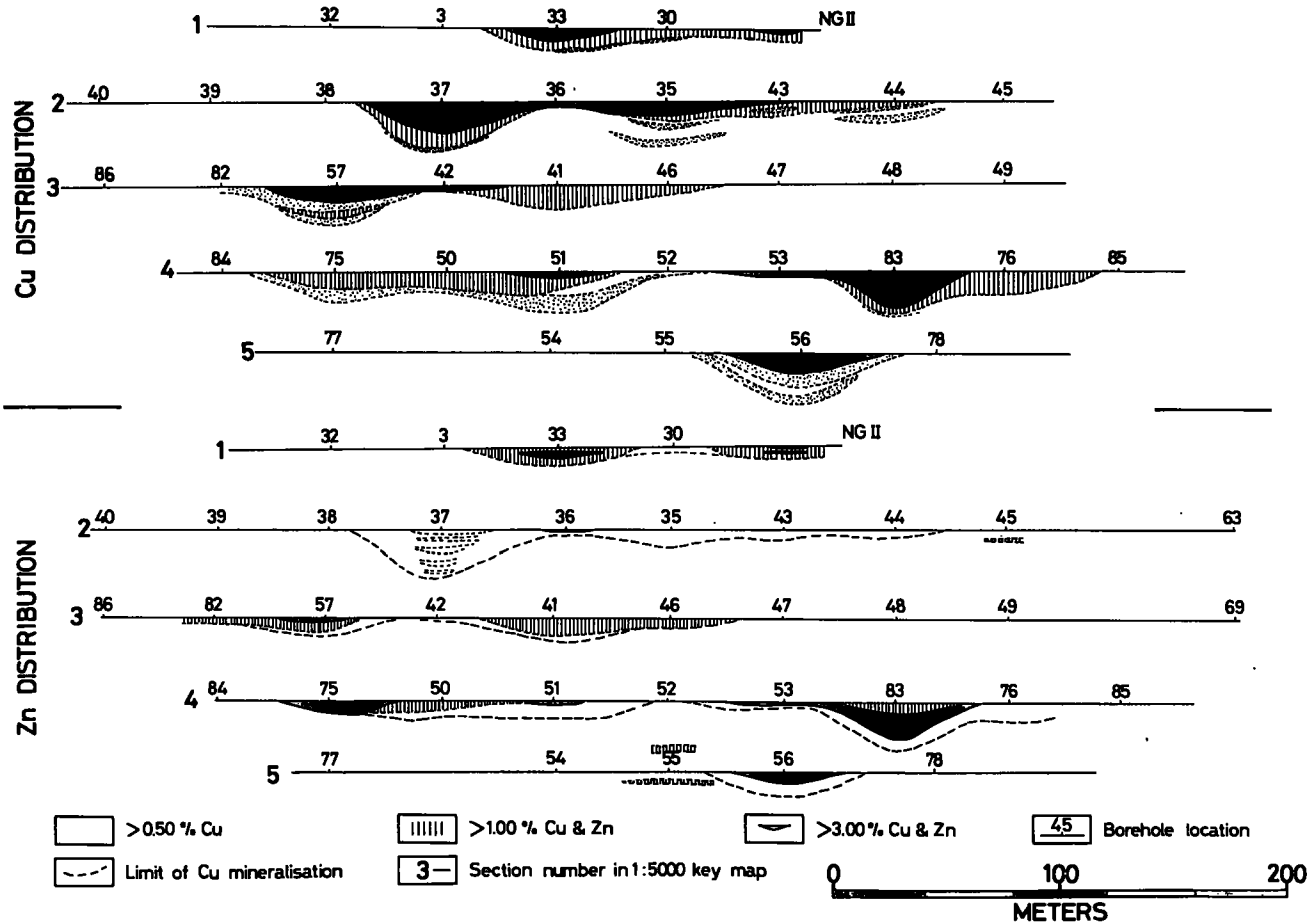 Cu DISTRIBUTION
1 32 3 33 30 NG II
2 40 39 38 37 36 35 43 44 45
3 86 82 57 42 41 46 47 48 49
4 84 75 50 51 52 53 83 76 85
5 77 54 55 56 78
Zn DISTRIBUTION
1 32 3 33 30 NG II
2 40 39 38 37 36 35 43 44 45 63
3 86 82 57 42 41 46 47 48 49 69
4 84 75 50 51 52 53 83 76 85
5 77 54 55 56 78
>0.50 % Cu >1.00 % Cu & Zn >3.00 % Cu & Zn 45 Borehole location
Limit of Cu mineralisation 3 — Section number in 1:5000 key map
0 100 200
METERS